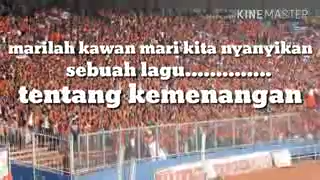 KINEMASTER
marilah kawan mari kita nyanyikan
sebuah lagu..............
tentang kemenangan